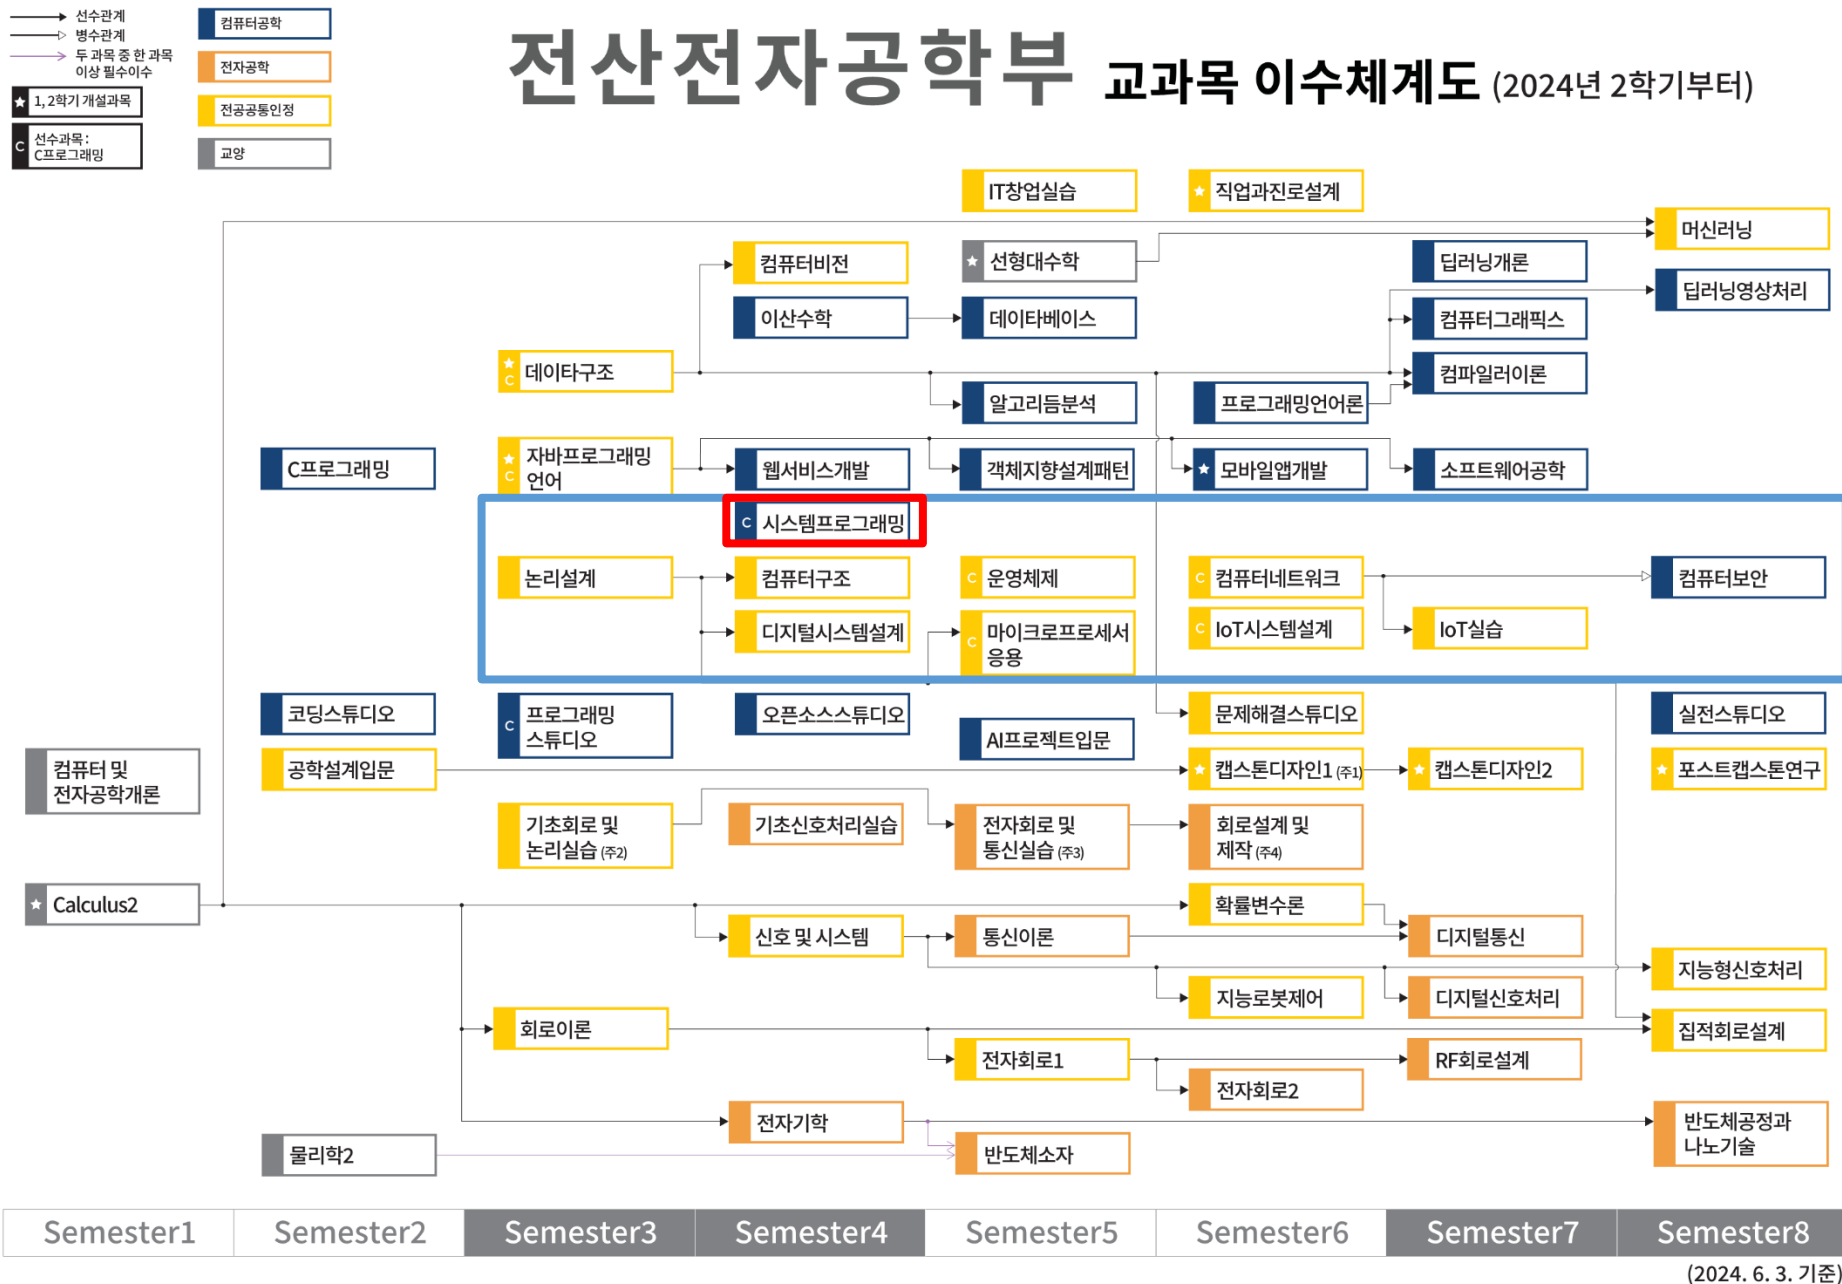 선수관계
병수관계
두 과목 중 한 과목
이상 필수이수
★ 1, 2학기 개설과목
C 선수과목 :
C프로그래밍
컴퓨터공학
전자공학
전공공통인정
교양
전산전자공학부 교과목 이수체계도 (2024년 2학기부터)
IT창업실습
★ 직업과진로설계
머신러닝
컴퓨터비전
★ 선형대수학
딥러닝개론
딥러닝영상처리
이산수학
데이타베이스
컴퓨터그래픽스
★ C 데이타구조
컴파일러이론
알고리듬분석
프로그래밍언어론
C프로그래밍
★ C 자바프로그래밍
언어
웹서비스개발
객체지향설계패턴
★ 모바일앱개발
소프트웨어공학
C 시스템프로그래밍
논리설계
컴퓨터구조
C 운영체제
C 컴퓨터네트워크
컴퓨터보안
디지털시스템설계
C 마이크로프로세서
응용
C IoT시스템설계
IoT실습
코딩스튜디오
C 프로그래밍
스튜디오
오픈소스스튜디오
AI프로젝트입문
문제해결스튜디오
실전스튜디오
컴퓨터 및
전자공학개론
공학설계입문
★ 캡스톤디자인1 (주1)
★ 캡스톤디자인2
★ 포스트캡스톤연구
기초회로 및
논리실습 (주2)
기초신호처리실습
전자회로 및
통신실습 (주3)
회로설계 및
제작 (주4)
★ Calculus2
확률변수론
신호 및 시스템
통신이론
디지털통신
지능형신호처리
지능로봇제어
디지털신호처리
회로이론
집적회로설계
전자회로1
RF회로설계
전자회로2
전자기학
반도체공정과
나노기술
물리학2
반도체소자
Semester1 Semester2 Semester3 Semester4 Semester5 Semester6 Semester7 Semester8
(2024. 6. 3. 기준)